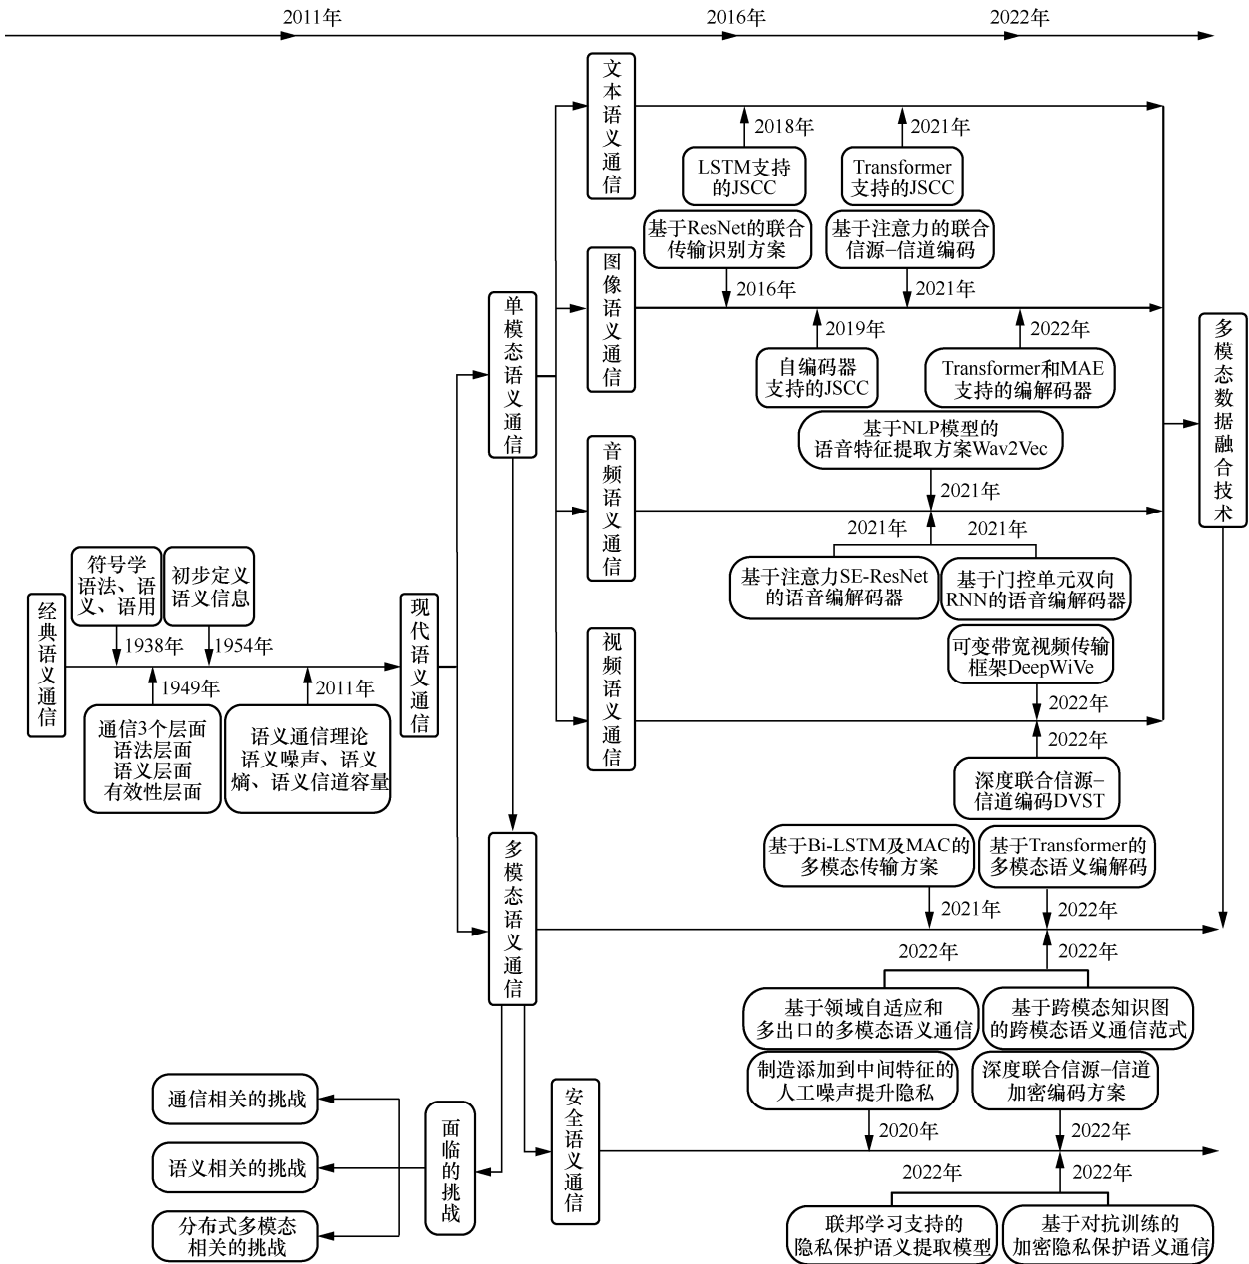 2011年
2016年
2022年
文本语义通信
2018年
2021年
LSTM支持
的JSCC
Transformer
支持的JSCC
基于ResNet的联合
传输识别方案
基于注意力的联合
信源–信道编码
图像语义通信
2016年
2021年
单模态语义通信
2019年
2022年
自编码器
支持的JSCC
Transformer和MAE
支持的编解码器
多模态数据融合技术
基于NLP模型的
语音特征提取方案Wav2Vec
音频语义通信
2021年
2021年
2021年
基于注意力SE-ResNet
的语音编解码器
基于门控单元双向
RNN的语音编解码器
符号学
语法、语
义、语用
初步定义
语义信息
经典语义通信
1938年
1954年
现代语义通信
1949年
2011年
通信3个层面
语法层面
语义层面
有效性层面
语义通信理论
语义噪声、语义
熵、语义信道容量
视频语义通信
可变带宽视频传输
框架DeepWiVe
2022年
2022年
深度联合信源–
信道编码DVST
多模态语义通信
基于Bi-LSTM及MAC的
多模态传输方案
基于Transformer的
多模态语义编解码
2021年
2022年
2022年
2022年
基于领域自适应和
多出口的多模态语义通信
基于跨模态知识图
的跨模态语义通信范式
制造添加到中间特征的
人工噪声提升隐私
深度联合信源–信道
加密编码方案
安全语义通信
2020年
2022年
2022年
2022年
联邦学习支持的
隐私保护语义提取模型
基于对抗训练的
加密隐私保护语义通信
面临的挑战
通信相关的挑战
语义相关的挑战
分布式多模态
相关的挑战